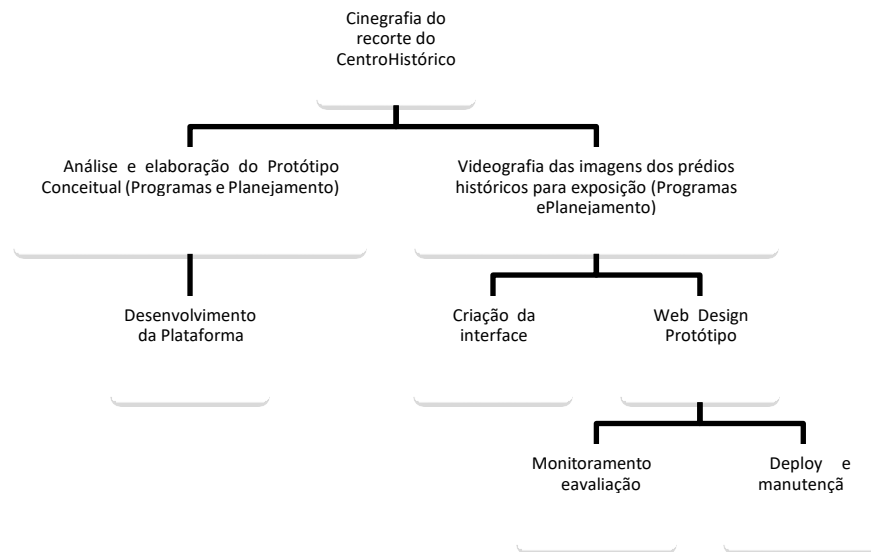 Cinegrafia do
recorte do
CentroHistórico
Análise e elaboração do Protótipo
Conceitual (Programas e Planejamento)
Videografia das imagens dos prédios
históricos para exposição (Programas
ePlanejamento)
Desenvolvimento
da Plataforma
Criação da
interface
Web Design
Protótipo
Monitoramento
eavaliação
Deploy e
manutençã